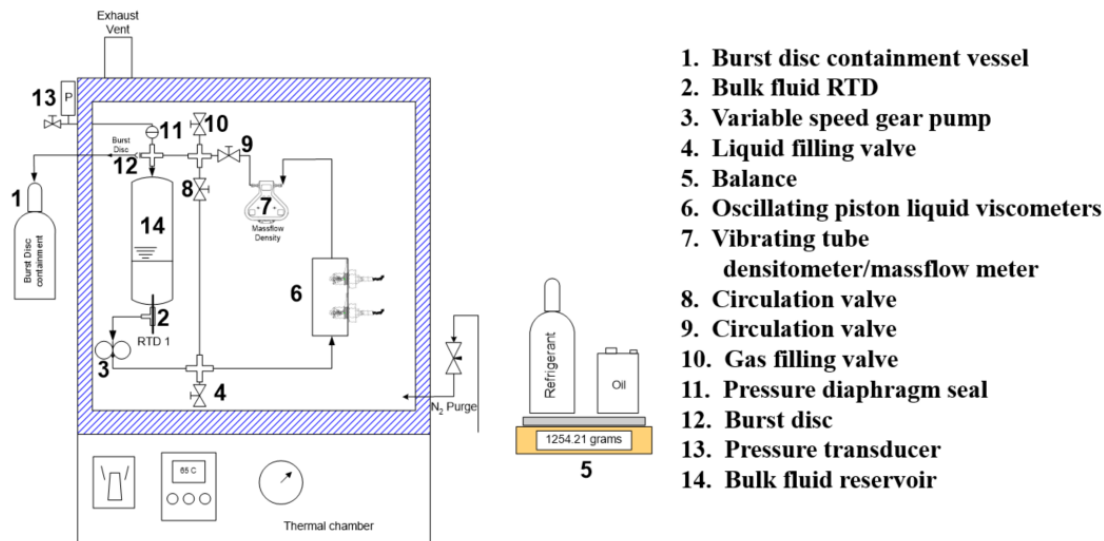 Exhaust
Vent
13
P
11
10
Burst
Disc
12
9
1
8
7
Massflow
Density
14
Burst Disc
containment
6
2
RTD 1
3
4
N2 Purge
Refrigerant
Oil
1254.21 grams
5
65 C
Thermal chamber
1. Burst disc containment vessel
2. Bulk fluid RTD
3. Variable speed gear pump
4. Liquid filling valve
5. Balance
6. Oscillating piston liquid viscometers
7. Vibrating tube
densitometer/massflow meter
8. Circulation valve
9. Circulation valve
10. Gas filling valve
11. Pressure diaphragm seal
12. Burst disc
13. Pressure transducer
14. Bulk fluid reservoir